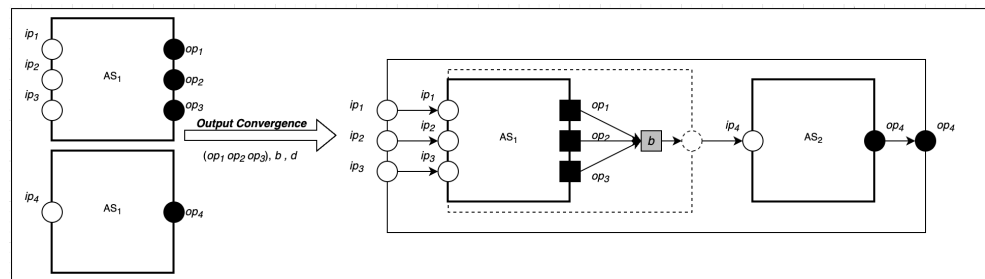 ip1
ip2
ip3
AS1
op1
op2
op3
Output Convergence
(op1 op2 op3), b , d
ip4
AS1
op4
ip1
ip2
ip3
ip1
ip2
ip3
AS1
op1
op2
op3
b
ip4
AS2
op4
op4